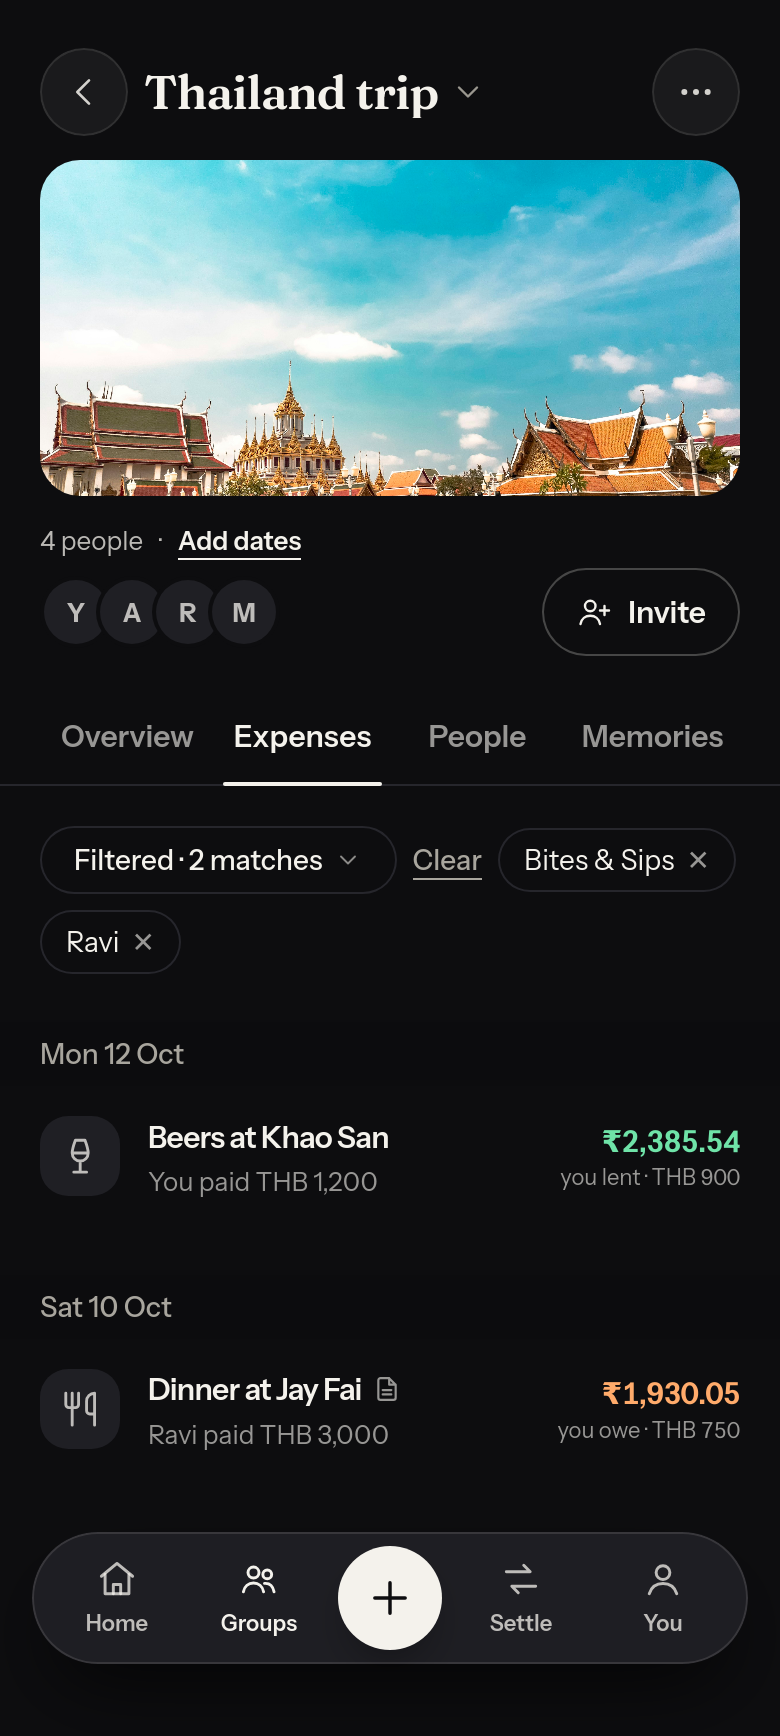 Thailand trip
4 people · Add dates
Y A R M
Invite
Overview Expenses People Memories
Filtered · 2 matches Clear Bites & Sips ×
Ravi ×
Mon 12 Oct
Beers at Khao San ₹2,385.54
You paid THB 1,200 you lent · THB 900
Sat 10 Oct
Dinner at Jay Fai ₹1,930.05
Ravi paid THB 3,000 you owe · THB 750
Home Groups Settle You